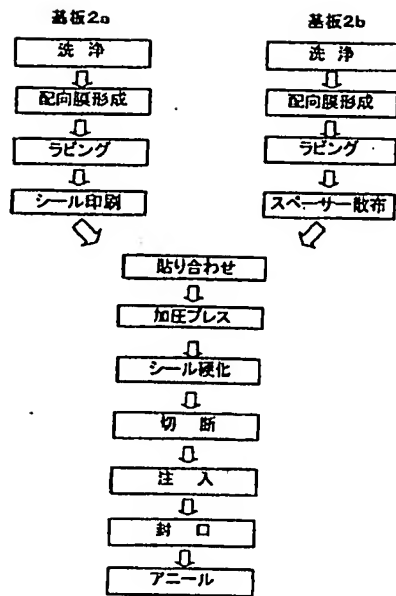 基板2a
洗浄
配向膜形成
ラビング
シール印刷
基板2b
洗浄
配向膜形成
ラビング
スペーサー散布
貼り合わせ
加圧プレス
シール硬化
切断
注入
封口
アニール